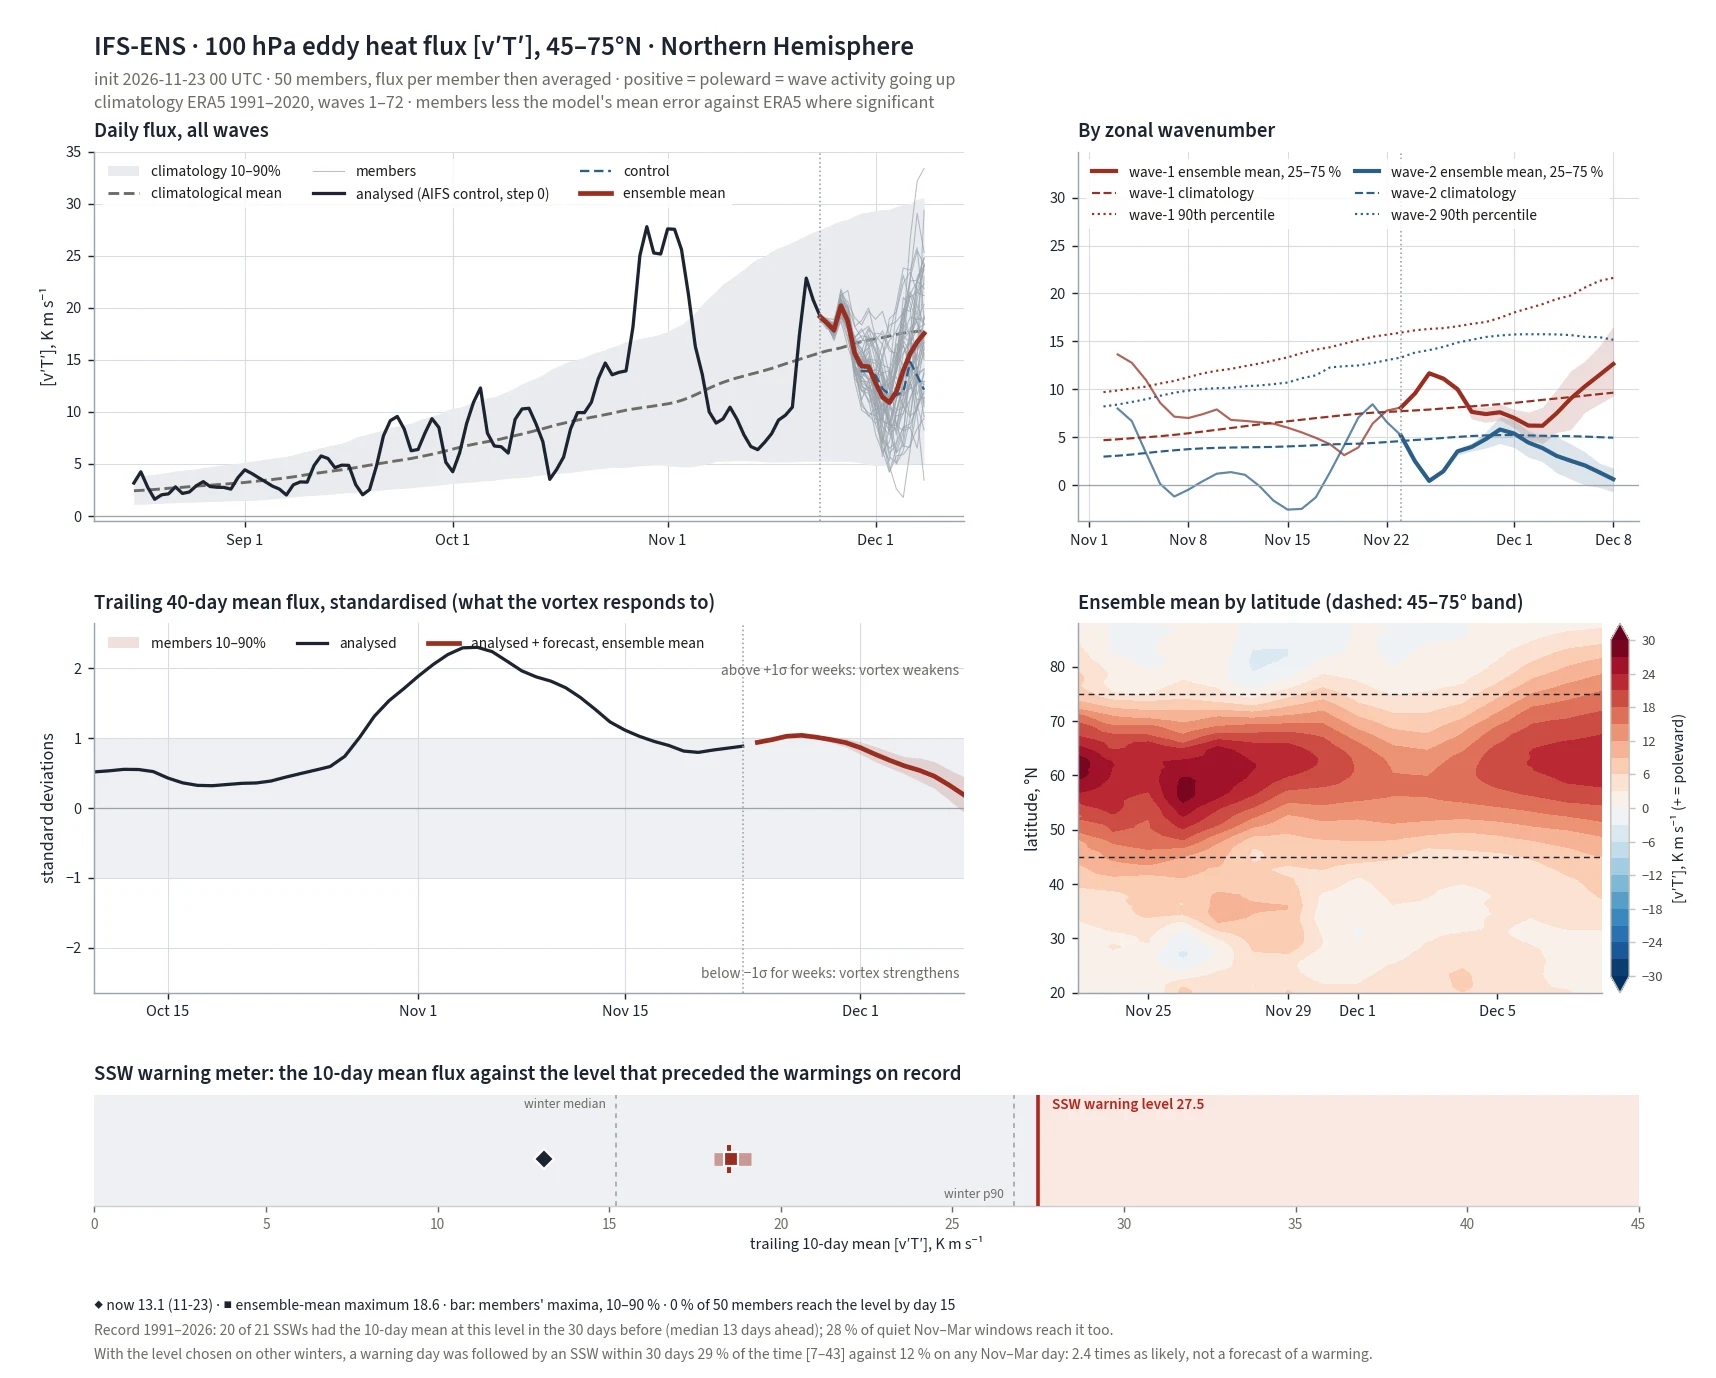 IFS-ENS · 100 hPa eddy heat flux [v′T′], 45–75°N · Northern Hemisphere
init 2026-11-23 00 UTC · 50 members, flux per member then averaged · positive = poleward = wave activity going up
climatology ERA5 1991–2020, waves 1–72 · members less the model's mean error against ERA5 where significant
Daily flux, all waves
climatology 10–90%
members
control
climatological mean
analysed (AIFS control, step 0)
ensemble mean
35
30
25
20
15
10
5
0
[v′T′], K m s⁻¹
Sep 1
Oct 1
Nov 1
Dec 1
By zonal wavenumber
wave-1 ensemble mean, 25–75 %
wave-2 ensemble mean, 25–75 %
wave-1 climatology
wave-2 climatology
wave-1 90th percentile
wave-2 90th percentile
30
25
20
15
10
5
0
Nov 1
Nov 8
Nov 15
Nov 22
Dec 1
Dec 8
Trailing 40-day mean flux, standardised (what the vortex responds to)
members 10–90%
analysed
analysed + forecast, ensemble mean
above +1σ for weeks: vortex weakens
below −1σ for weeks: vortex strengthens
2
1
0
−1
−2
standard deviations
Oct 15
Nov 1
Nov 15
Dec 1
Ensemble mean by latitude (dashed: 45–75° band)
80
70
60
50
40
30
20
latitude, °N
Nov 25
Nov 29
Dec 1
Dec 5
30
24
18
12
6
0
−6
−12
−18
−24
−30
[v′T′], K m s⁻¹ (+ = poleward)
SSW warning meter: the 10-day mean flux against the level that preceded the warmings on record
winter median
SSW warning level 27.5
winter p90
0
5
10
15
20
25
30
35
40
45
trailing 10-day mean [v′T′], K m s⁻¹
◆ now 13.1 (11-23) · ■ ensemble-mean maximum 18.6 · bar: members' maxima, 10–90 % · 0 % of 50 members reach the level by day 15
Record 1991–2026: 20 of 21 SSWs had the 10-day mean at this level in the 30 days before (median 13 days ahead); 28 % of quiet Nov–Mar windows reach it too.
With the level chosen on other winters, a warning day was followed by an SSW within 30 days 29 % of the time [7–43] against 12 % on any Nov–Mar day: 2.4 times as likely, not a forecast of a warming.